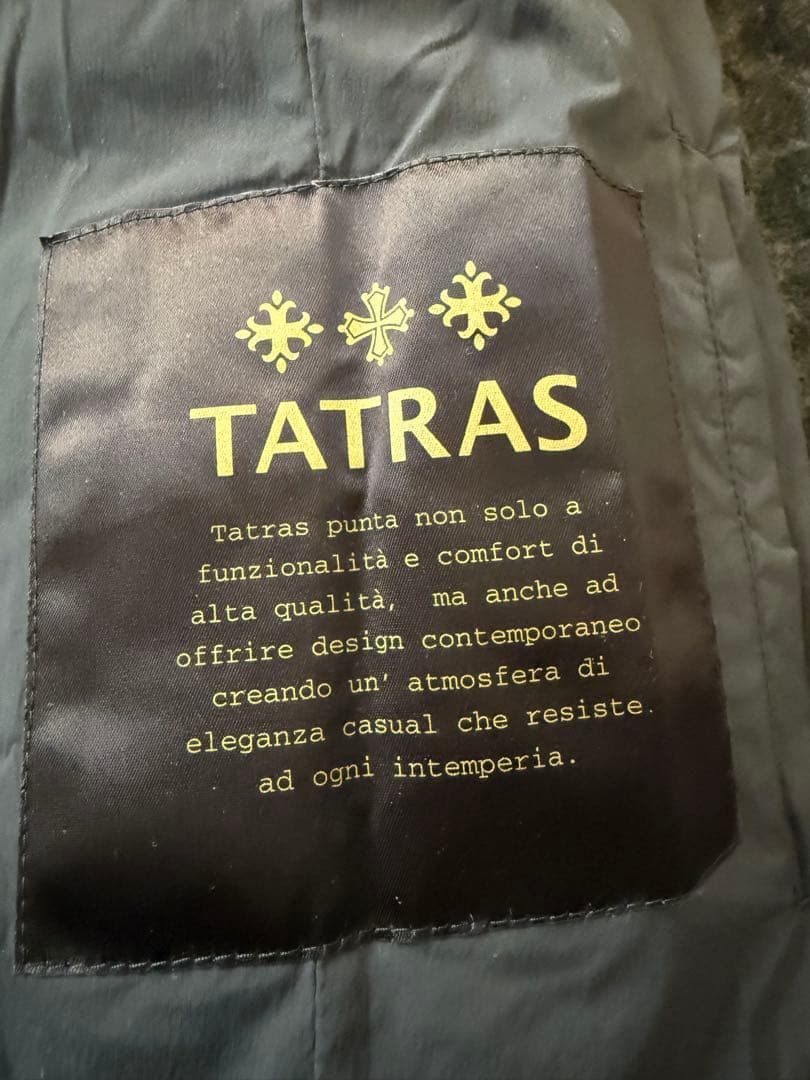 TATRAS
Tatras punta non solo a
funzionalità e comfort di
alta qualità, ma anche ad
offrire design contemporaneo
creando un' atmosfera di
eleganza casual che resiste
ad ogni intemperia.